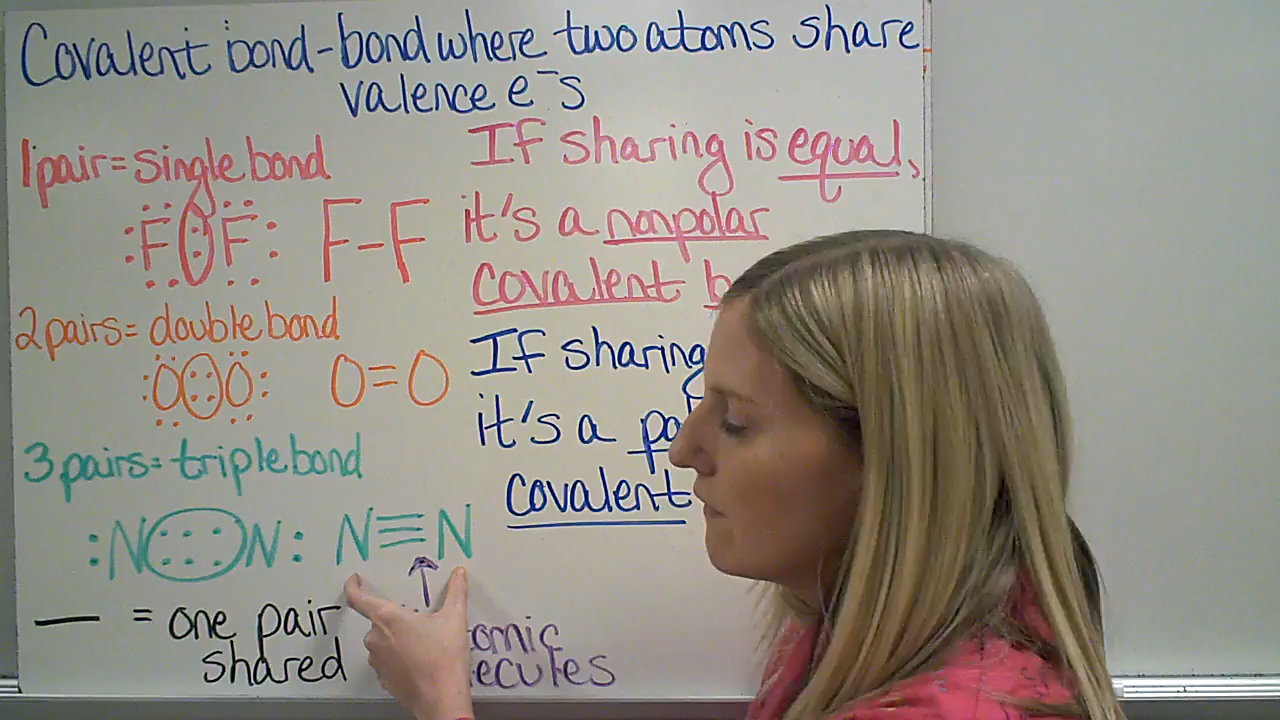 Covalent bond - bond where two atoms share
valence e⁻s
1 pair = single bond
:F:F: F-F
2 pairs = double bond
:O::O: O=O
3 pairs = triple bond
:N:::N: N≡N
— = one pair
shared
If sharing is equal,
it's a nonpolar
covalent
If sharing
it's a
covalent